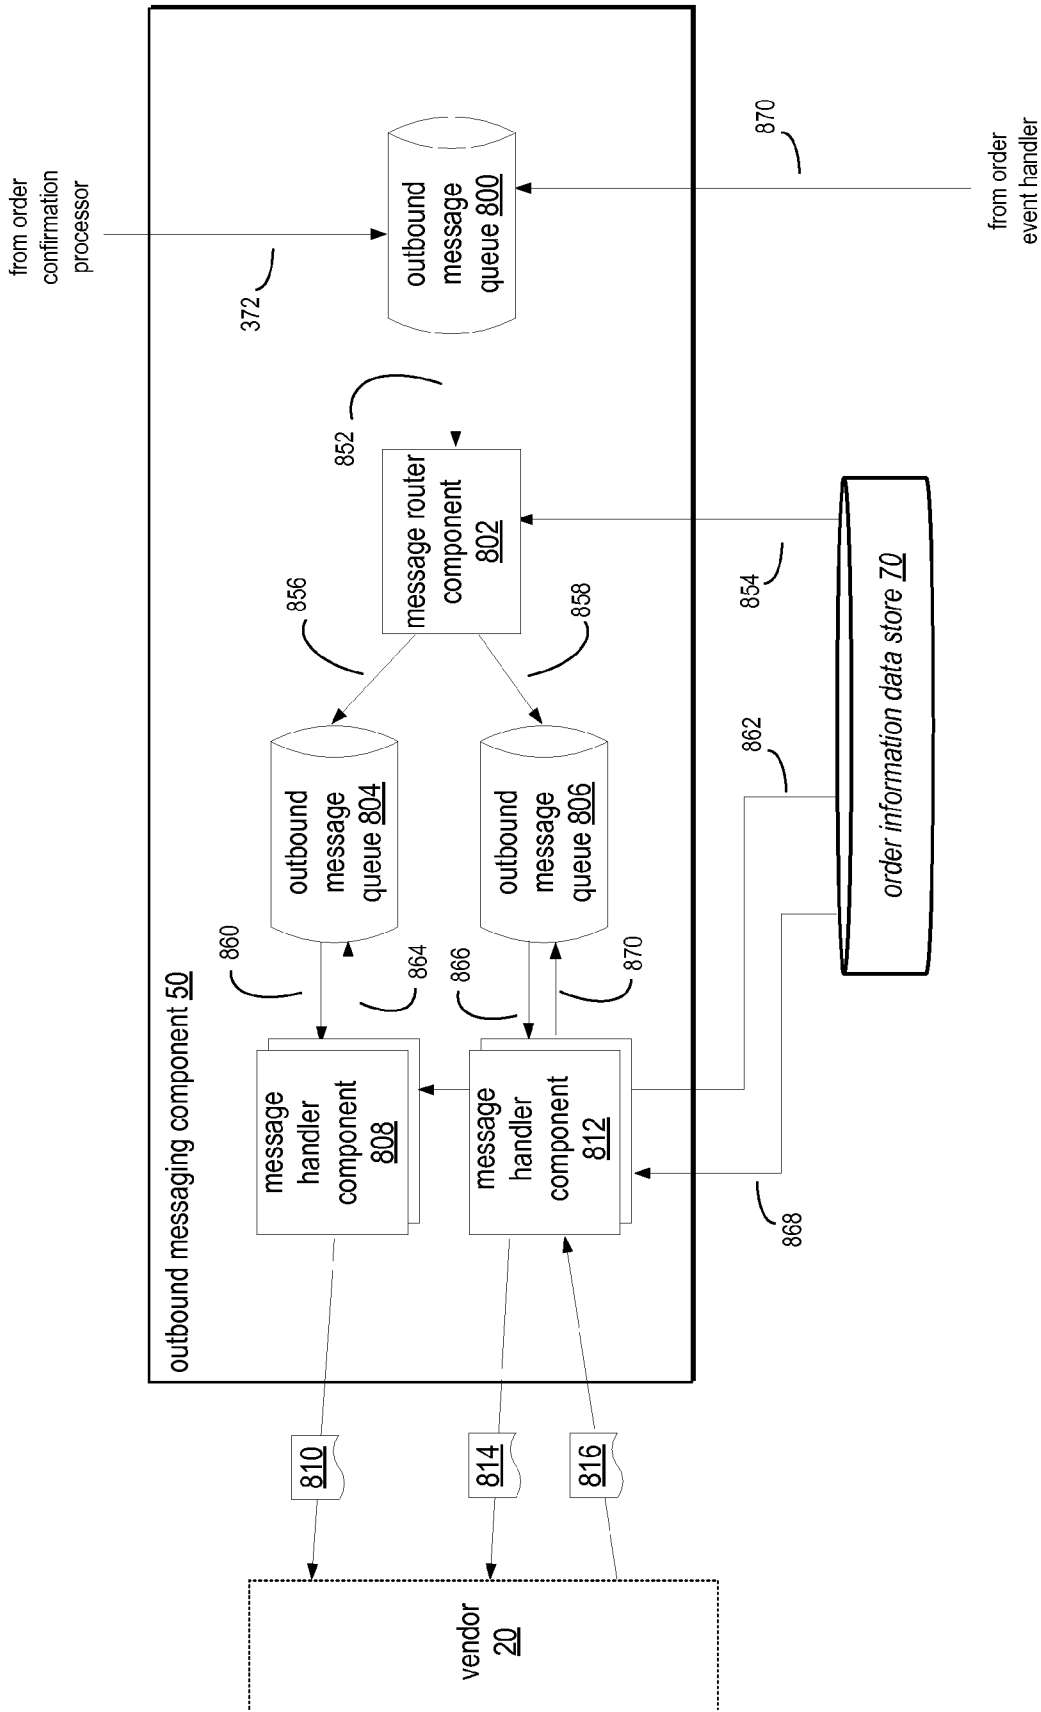 outbound messaging component 50
from order
confirmation
processor
372
outbound
message
queue 800
870
from order
event handler
852
message router
component
802
854
856
858
outbound
message
queue 804
outbound
message
queue 806
860
864
866
870
862
868
message
handler
component
808
message
handler
component
812
order information data store 70
810
814
816
vendor
20